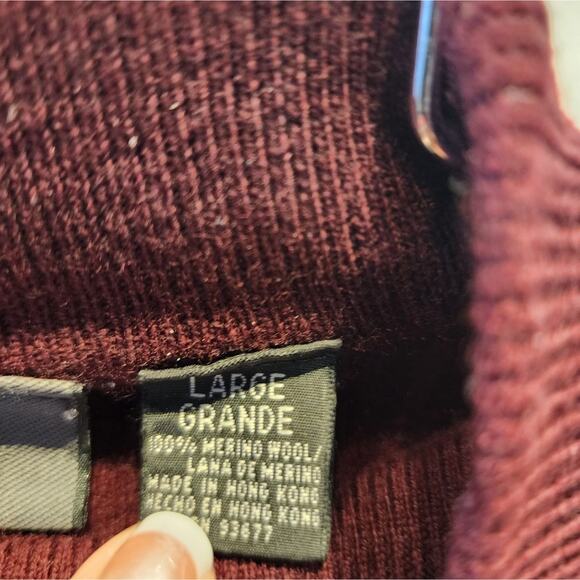 LARGE
GRANDE
100% MERINO WOOL/
LANA DE MERINO
MADE IN HONG KONG
HECHO EN HONG KONG